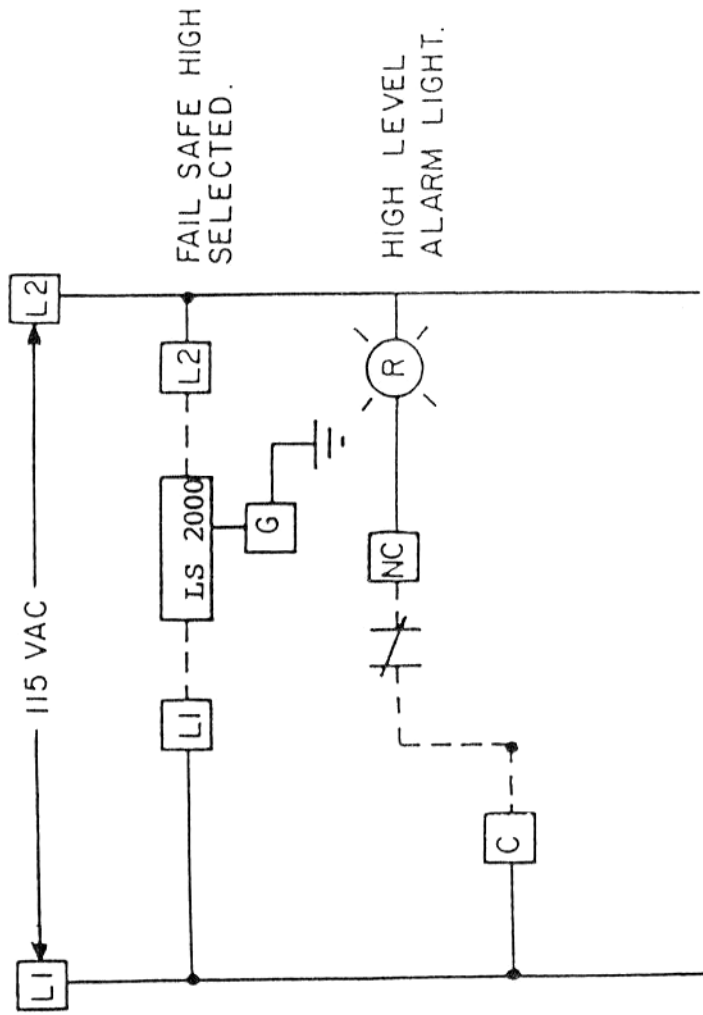 L1
115 VAC
L2
L1
LS 2000
L2
FAIL SAFE HIGH
SELECTED.
G
C
NC
R
HIGH LEVEL
ALARM LIGHT.